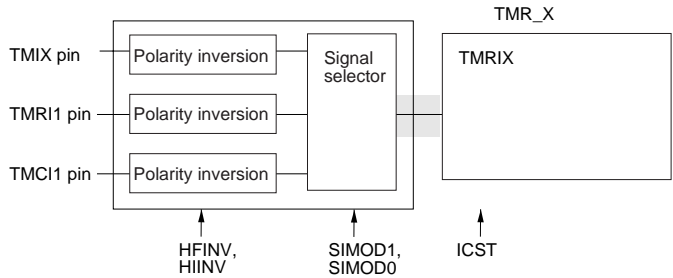 TMR_X
TMIX pin
Polarity inversion
Signal
selector
TMRIX
TMRI1 pin
Polarity inversion
TMCI1 pin
Polarity inversion
HFINV,
HIINV
SIMOD1,
SIMOD0
ICST